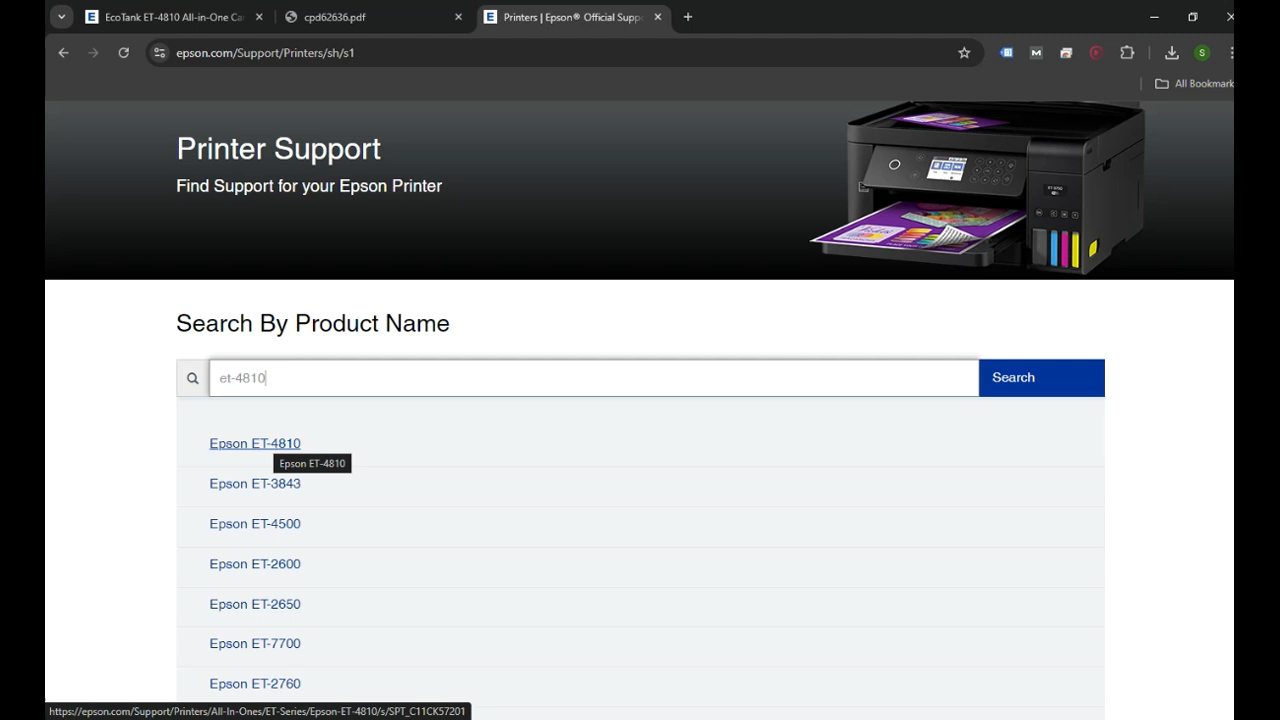 EcoTank ET-4810 All-in-One Ca
cpd62636.pdf
Printers | Epson® Official Supp
epson.com/Support/Printers/sh/s1
All Bookmark
Printer Support
Find Support for your Epson Printer
Search By Product Name
et-4810
Search
Epson ET-4810
Epson ET-4810
Epson ET-3843
Epson ET-4500
Epson ET-2600
Epson ET-2650
Epson ET-7700
Epson ET-2760
https://epson.com/Support/Printers/All-In-Ones/ET-Series/Epson-ET-4810/s/SPT_C11CK57201